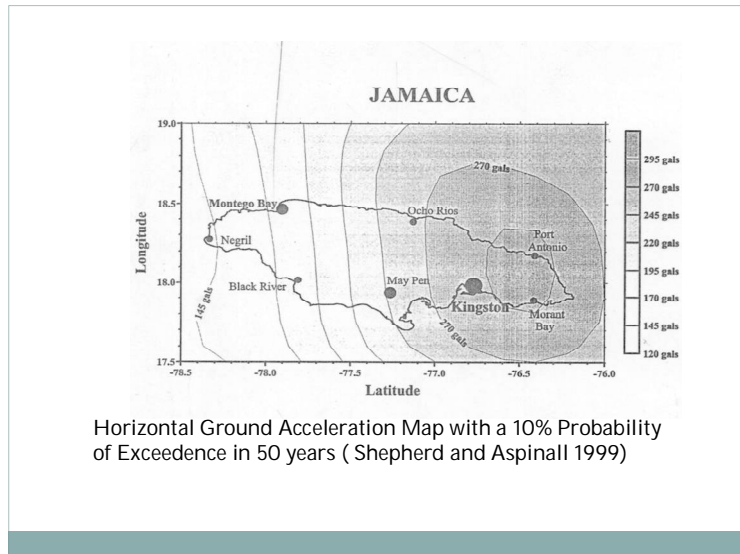 JAMAICA
19.0
270 gals
295 gals
270 gals
18.5
Montego Bay
Ocho Rios
245 gals
Port
Antonio
220 gals
Longitude
Negril
18.0
May Pen
195 gals
Black River
Kingston
Morant
Bay
170 gals
145 gals
270 gals
145 gals
17.5
120 gals
-78.5
-78.0
-77.5
-77.0
-76.5
-76.0
Latitude
Horizontal Ground Acceleration Map with a 10% Probability
of Exceedence in 50 years ( Shepherd and Aspinall 1999)